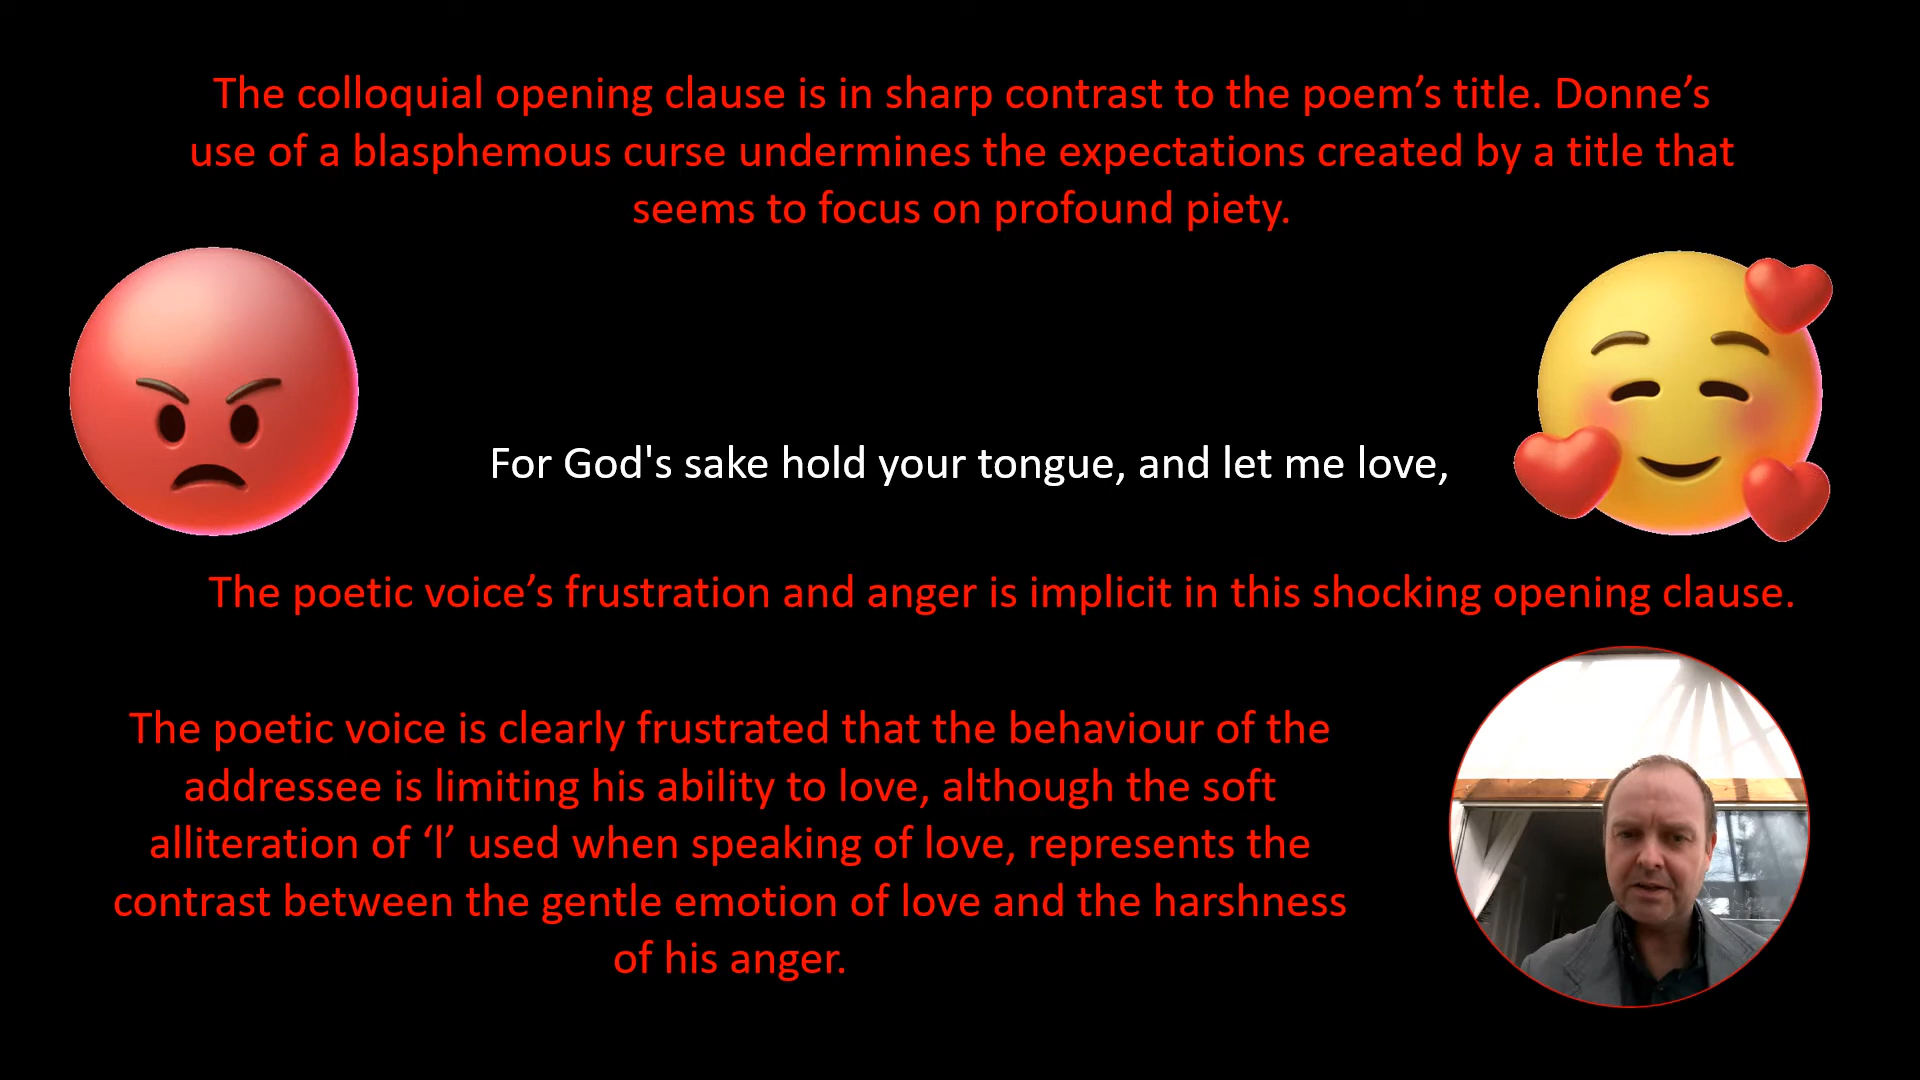 The colloquial opening clause is in sharp contrast to the poem’s title. Donne’s
use of a blasphemous curse undermines the expectations created by a title that
seems to focus on profound piety.
For God's sake hold your tongue, and let me love,
The poetic voice’s frustration and anger is implicit in this shocking opening clause.
The poetic voice is clearly frustrated that the behaviour of the
addressee is limiting his ability to love, although the soft
alliteration of ‘l’ used when speaking of love, represents the
contrast between the gentle emotion of love and the harshness
of his anger.